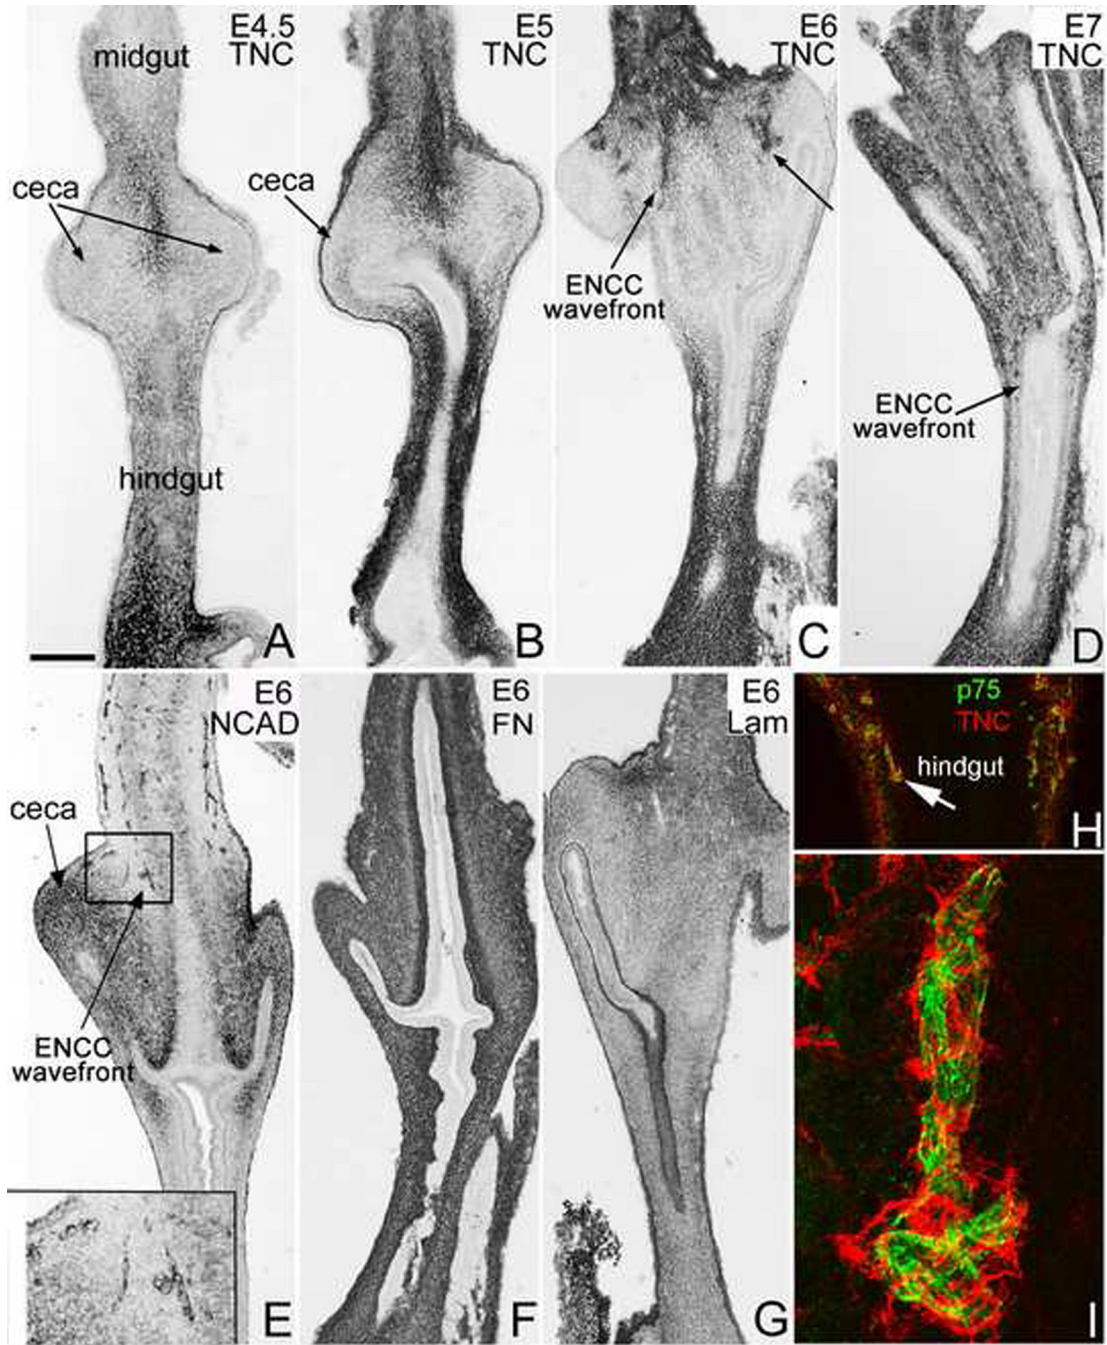 midgut
E4.5
TNC
ceca
hindgut
A
E5
TNC
ceca
B
E6
TNC
ENCC
wavefront
C
E7
TNC
ENCC
wavefront
D
E6
NCAD
ceca
ENCC
wavefront
E
E6
FN
F
E6
Lam
G
p75
TNC
hindgut
H
I